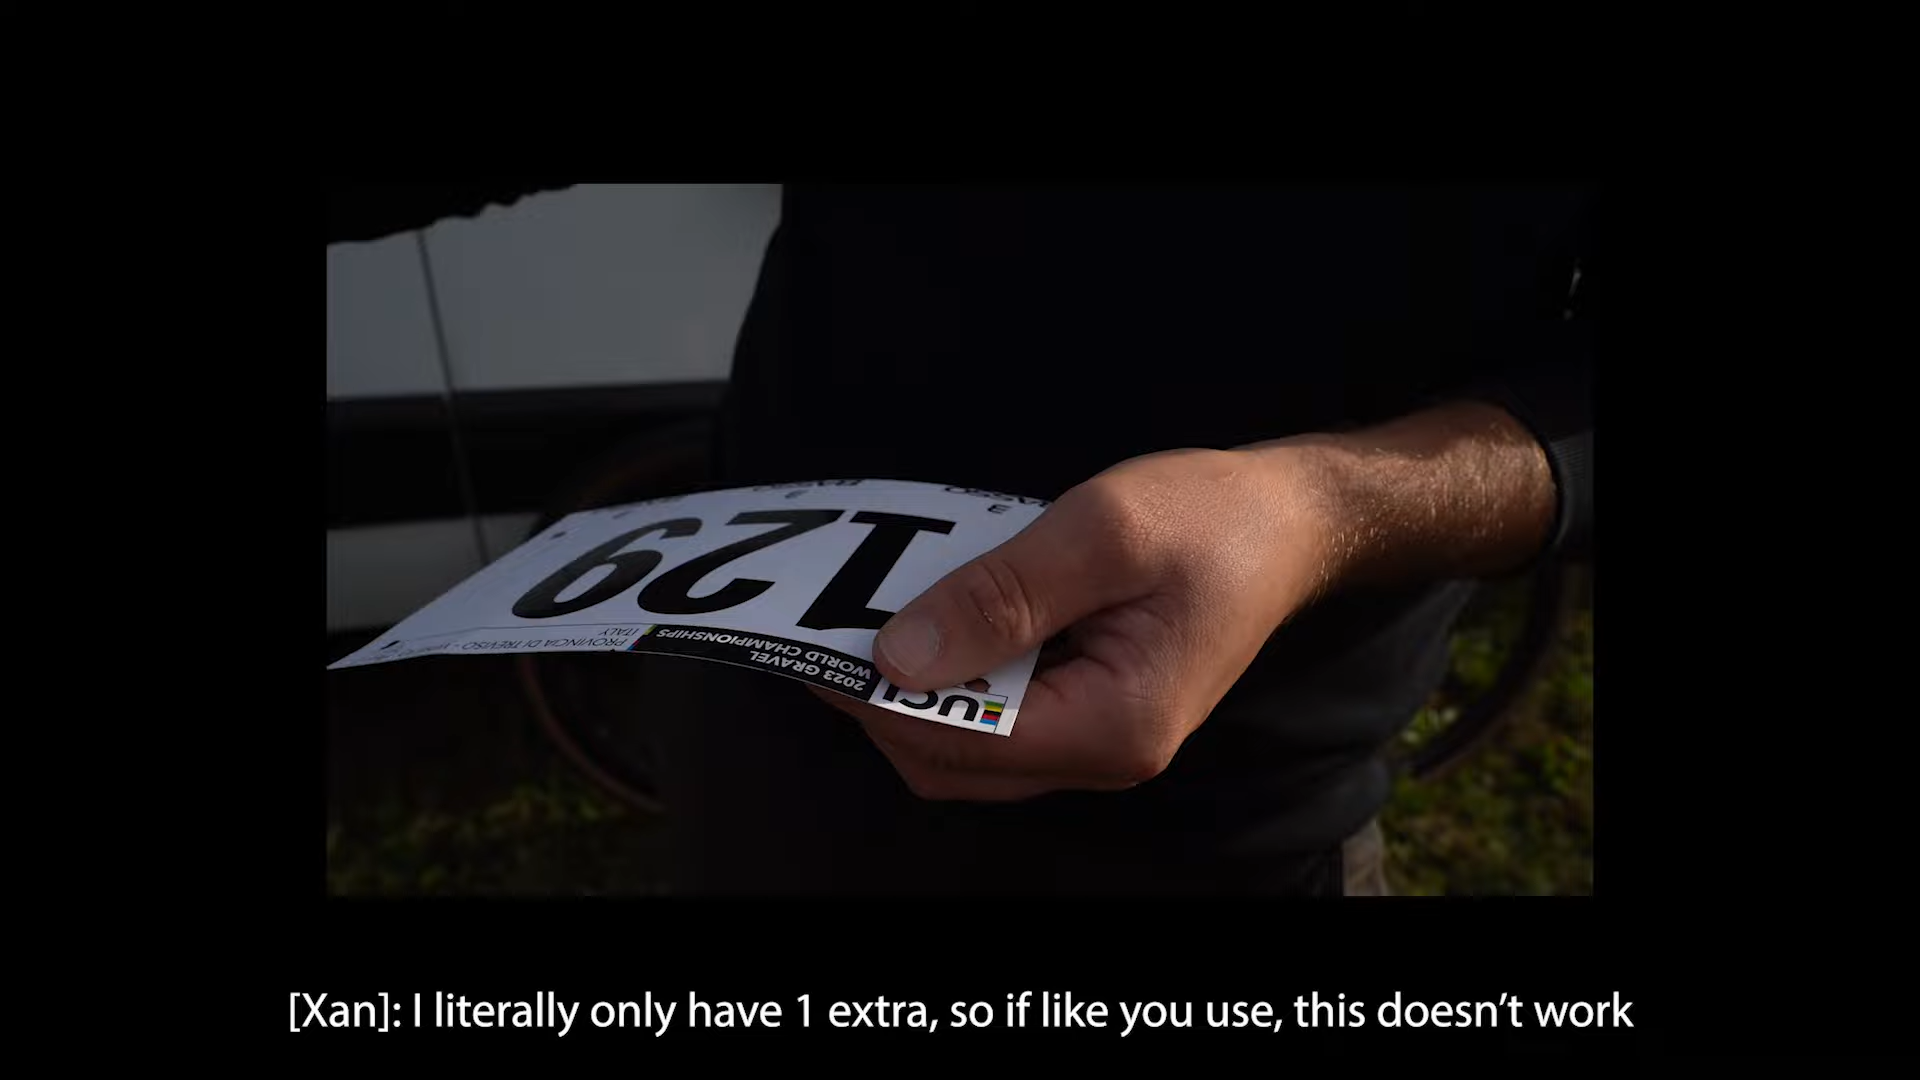 129
UCI
2023 GRAVEL
WORLD CHAMPIONSHIPS
PROVINCIA DI TREVISO -
ITALY
[Xan]: I literally only have 1 extra, so if like you use, this doesn’t work